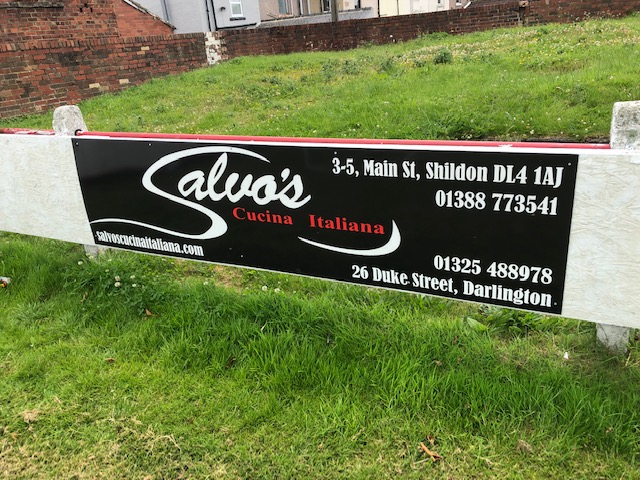 Salvo's
Cucina Italiana
salvoscucinaitaliana.com
3-5, Main St, Shildon DL4 1AJ
01388 773541
01325 488978
26 Duke Street, Darlington